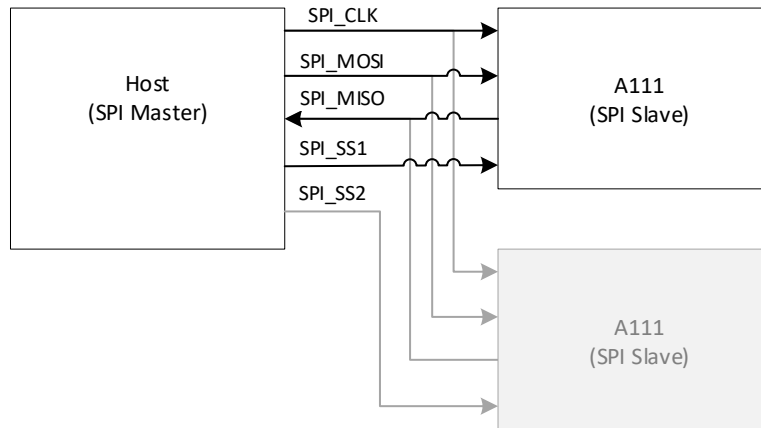 SPI_CLK
SPI_MOSI
SPI_MISO
SPI_SS1
SPI_SS2
Host
(SPI Master)
A111
(SPI Slave)
A111
(SPI Slave)